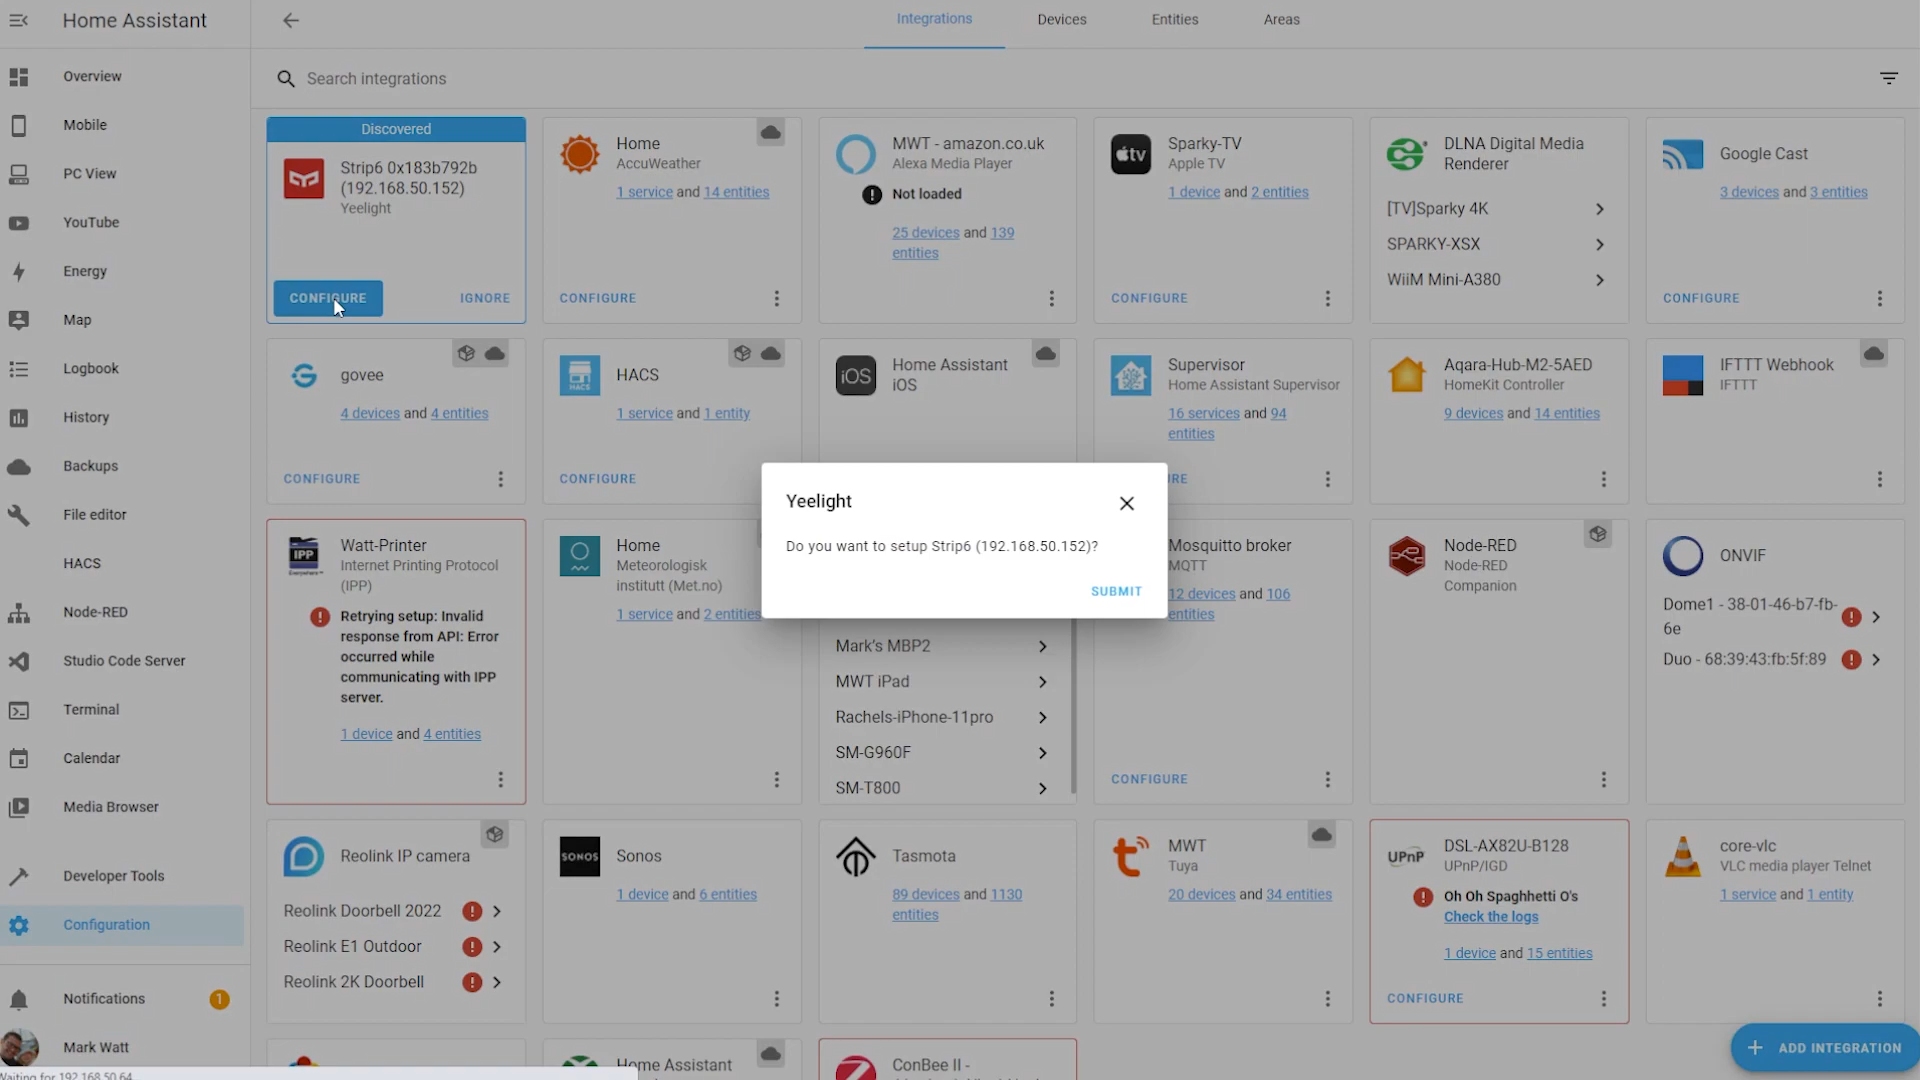 Home Assistant
Integrations
Devices
Entities
Areas
Overview
Mobile
PC View
YouTube
Energy
Map
Logbook
History
Backups
File editor
HACS
Node-RED
Studio Code Server
Terminal
Calendar
Media Browser
Developer Tools
Configuration
Notifications
1
Mark Watt
Waiting for 192.168.50.64
Search integrations
Discovered
Strip6 0x183b792b
(192.168.50.152)
Yeelight
CONFIGURE
IGNORE
Home
AccuWeather
1 service and 14 entities
CONFIGURE
MWT - amazon.co.uk
Alexa Media Player
Not loaded
25 devices and 139
entities
tv
Sparky-TV
Apple TV
1 device and 2 entities
CONFIGURE
DLNA Digital Media
Renderer
[TV]Sparky 4K
SPARKY-XSX
WiiM Mini-A380
Google Cast
3 devices and 3 entities
CONFIGURE
govee
4 devices and 4 entities
CONFIGURE
HACS
HACS
1 service and 1 entity
CONFIGURE
iOS
Home Assistant
iOS
Supervisor
Home Assistant Supervisor
16 services and 94
entities
RE
Aqara-Hub-M2-5AED
HomeKit Controller
9 devices and 14 entities
IFTTT Webhook
IFTTT
Yeelight
Do you want to setup Strip6 (192.168.50.152)?
SUBMIT
IPP
Everywhere
Watt-Printer
Internet Printing Protocol
(IPP)
Retrying setup: Invalid
response from API: Error
occurred while
communicating with IPP
server.
1 device and 4 entities
Home
Meteorologisk
institutt (Met.no)
1 service and 2 entities
Mark's MBP2
MWT iPad
Rachels-iPhone-11pro
SM-G960F
SM-T800
Mosquitto broker
MQTT
12 devices and 106
entities
CONFIGURE
Node-RED
Node-RED
Companion
ONVIF
Dome1 - 38-01-46-b7-fb-
6e
Duo - 68:39:43:fb:5f:89
Reolink IP camera
Reolink Doorbell 2022
Reolink E1 Outdoor
Reolink 2K Doorbell
SONOS
Sonos
1 device and 6 entities
Tasmota
89 devices and 1130
entities
MWT
Tuya
20 devices and 34 entities
UPnP
DSL-AX82U-B128
UPnP/IGD
Oh Oh Spaghhetti O's
Check the logs
1 device and 15 entities
CONFIGURE
core-vlc
VLC media player Telnet
1 service and 1 entity
Home Assistant
ConBee II -
ADD INTEGRATION